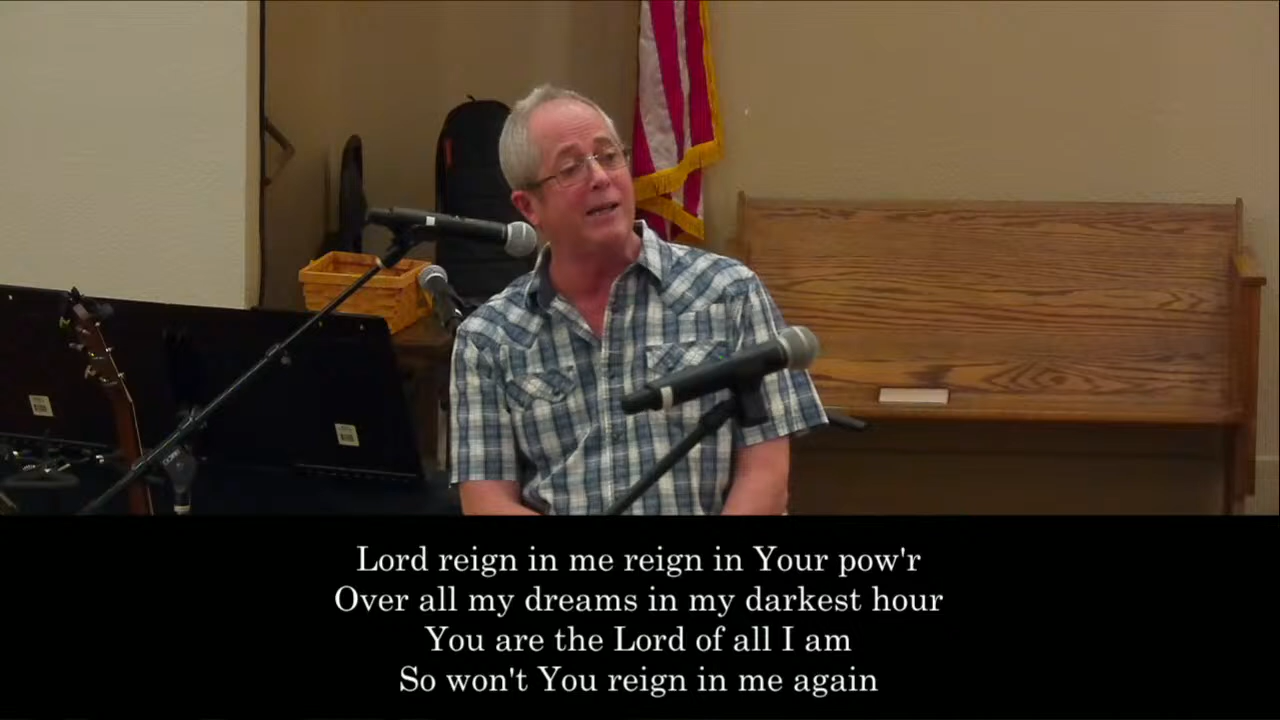 Lord reign in me reign in Your pow'r
Over all my dreams in my darkest hour
You are the Lord of all I am
So won't You reign in me again